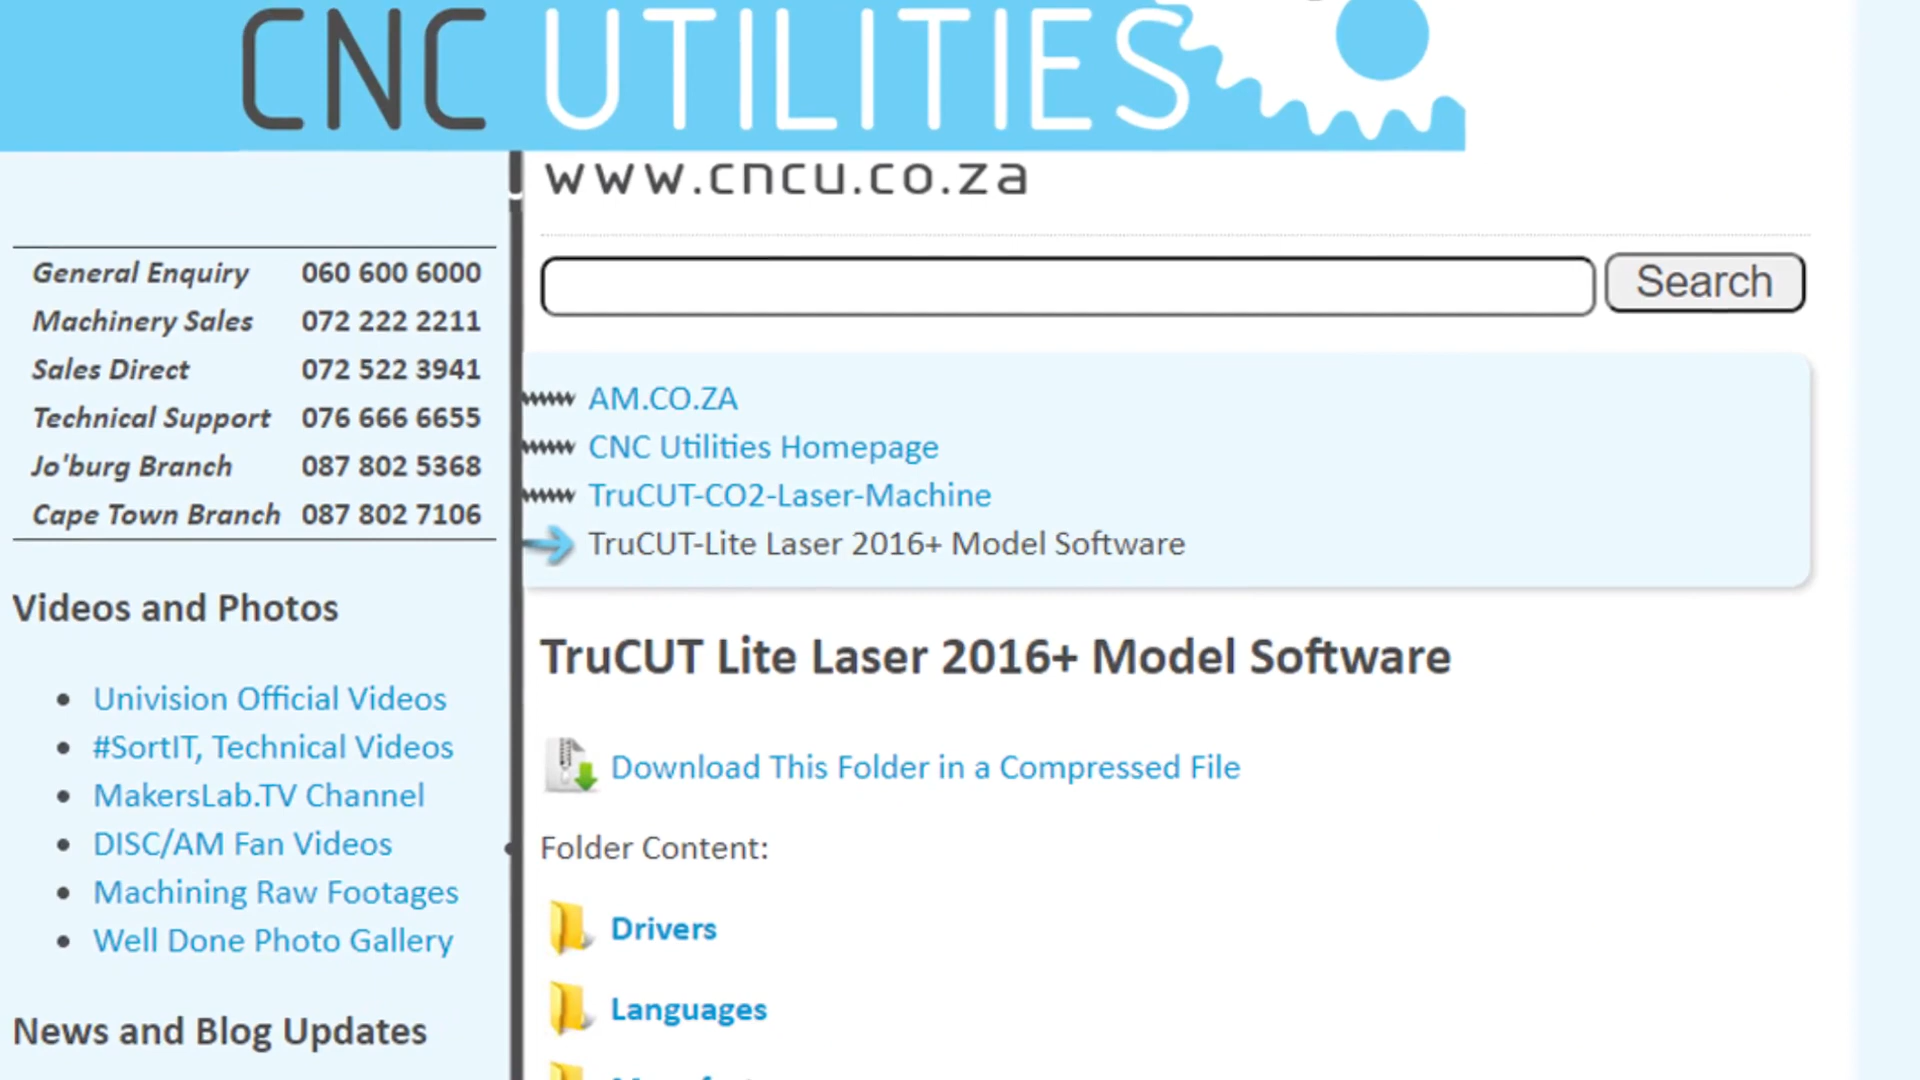 CNC UTILITIES
www.cncu.co.za
Search
General Enquiry 060 600 6000
Machinery Sales 072 222 2211
Sales Direct 072 522 3941
Technical Support 076 666 6655
Jo'burg Branch 087 802 5368
Cape Town Branch 087 802 7106
Videos and Photos
Univision Official Videos
#SortIT, Technical Videos
MakersLab.TV Channel
DISC/AM Fan Videos
Machining Raw Footages
Well Done Photo Gallery
News and Blog Updates
AM.CO.ZA
CNC Utilities Homepage
TruCUT-CO2-Laser-Machine
TruCUT-Lite Laser 2016+ Model Software
TruCUT Lite Laser 2016+ Model Software
Download This Folder in a Compressed File
Folder Content:
Drivers
Languages